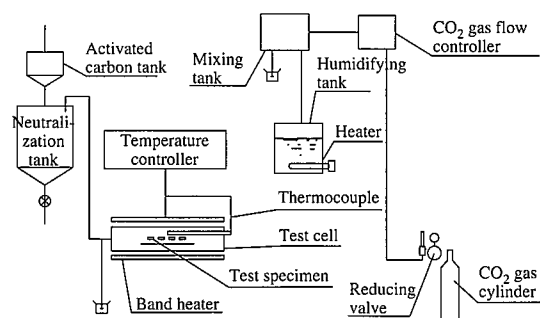 Activated
carbon tank
Neutrali-
zation
tank
Temperature
controller
Mixing
tank
Humidifying
tank
Heater
CO2 gas flow
controller
Thermocouple
Test cell
Test specimen
Band heater
Reducing
valve
CO2 gas
cylinder